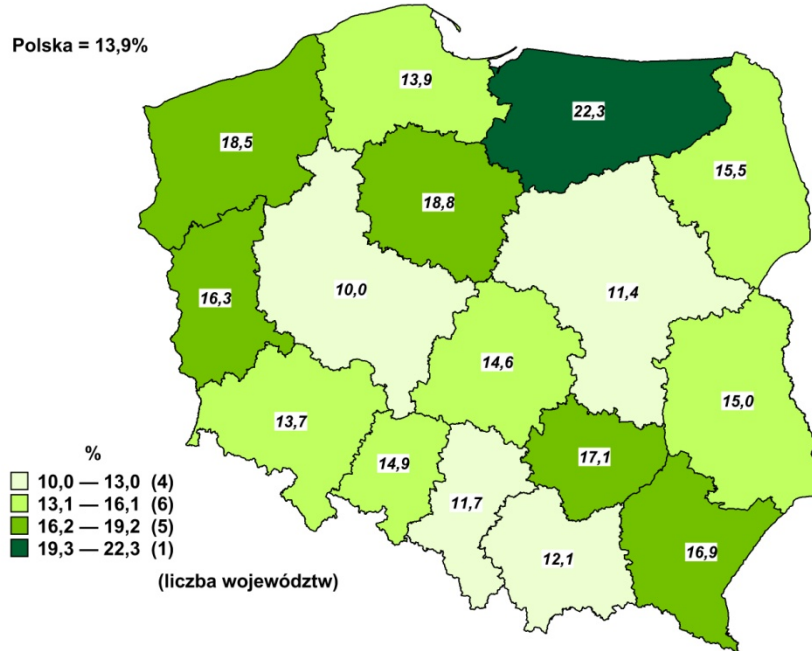 Polska = 13,9%
13,9
22,3
18,5
15,5
18,8
16,3
10,0
11,4
14,6
15,0
13,7
14,9
17,1
11,7
16,9
12,1
%
10,0 — 13,0 (4)
13,1 — 16,1 (6)
16,2 — 19,2 (5)
19,3 — 22,3 (1)
(liczba województw)